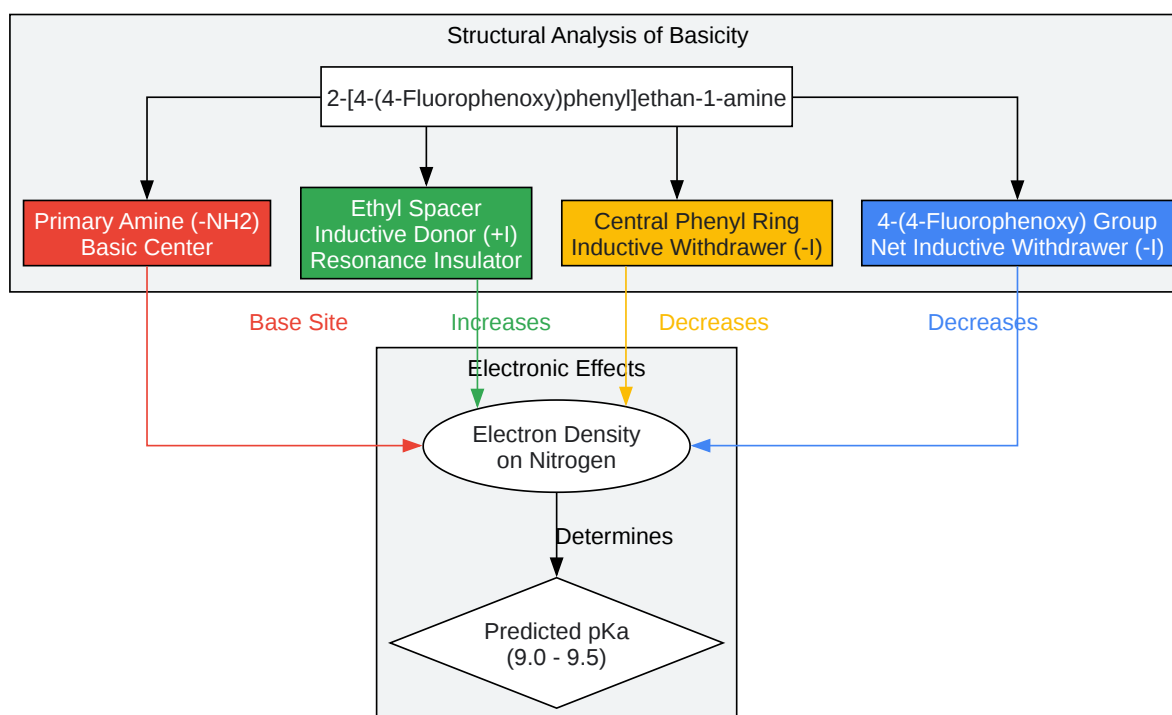 Structural Analysis of Basicity
2-[4-(4-Fluorophenoxy)phenyl]ethan-1-amine
Primary Amine (-NH2)
Basic Center
Ethyl Spacer
Inductive Donor (+I)
Resonance Insulator
Central Phenyl Ring
Inductive Withdrawer (-I)
4-(4-Fluorophenoxy) Group
Net Inductive Withdrawer (-I)
Base Site
Increases
Decreases
Decreases
Electronic Effects
Electron Density
on Nitrogen
Determines
Predicted pKa
(9.0 - 9.5)